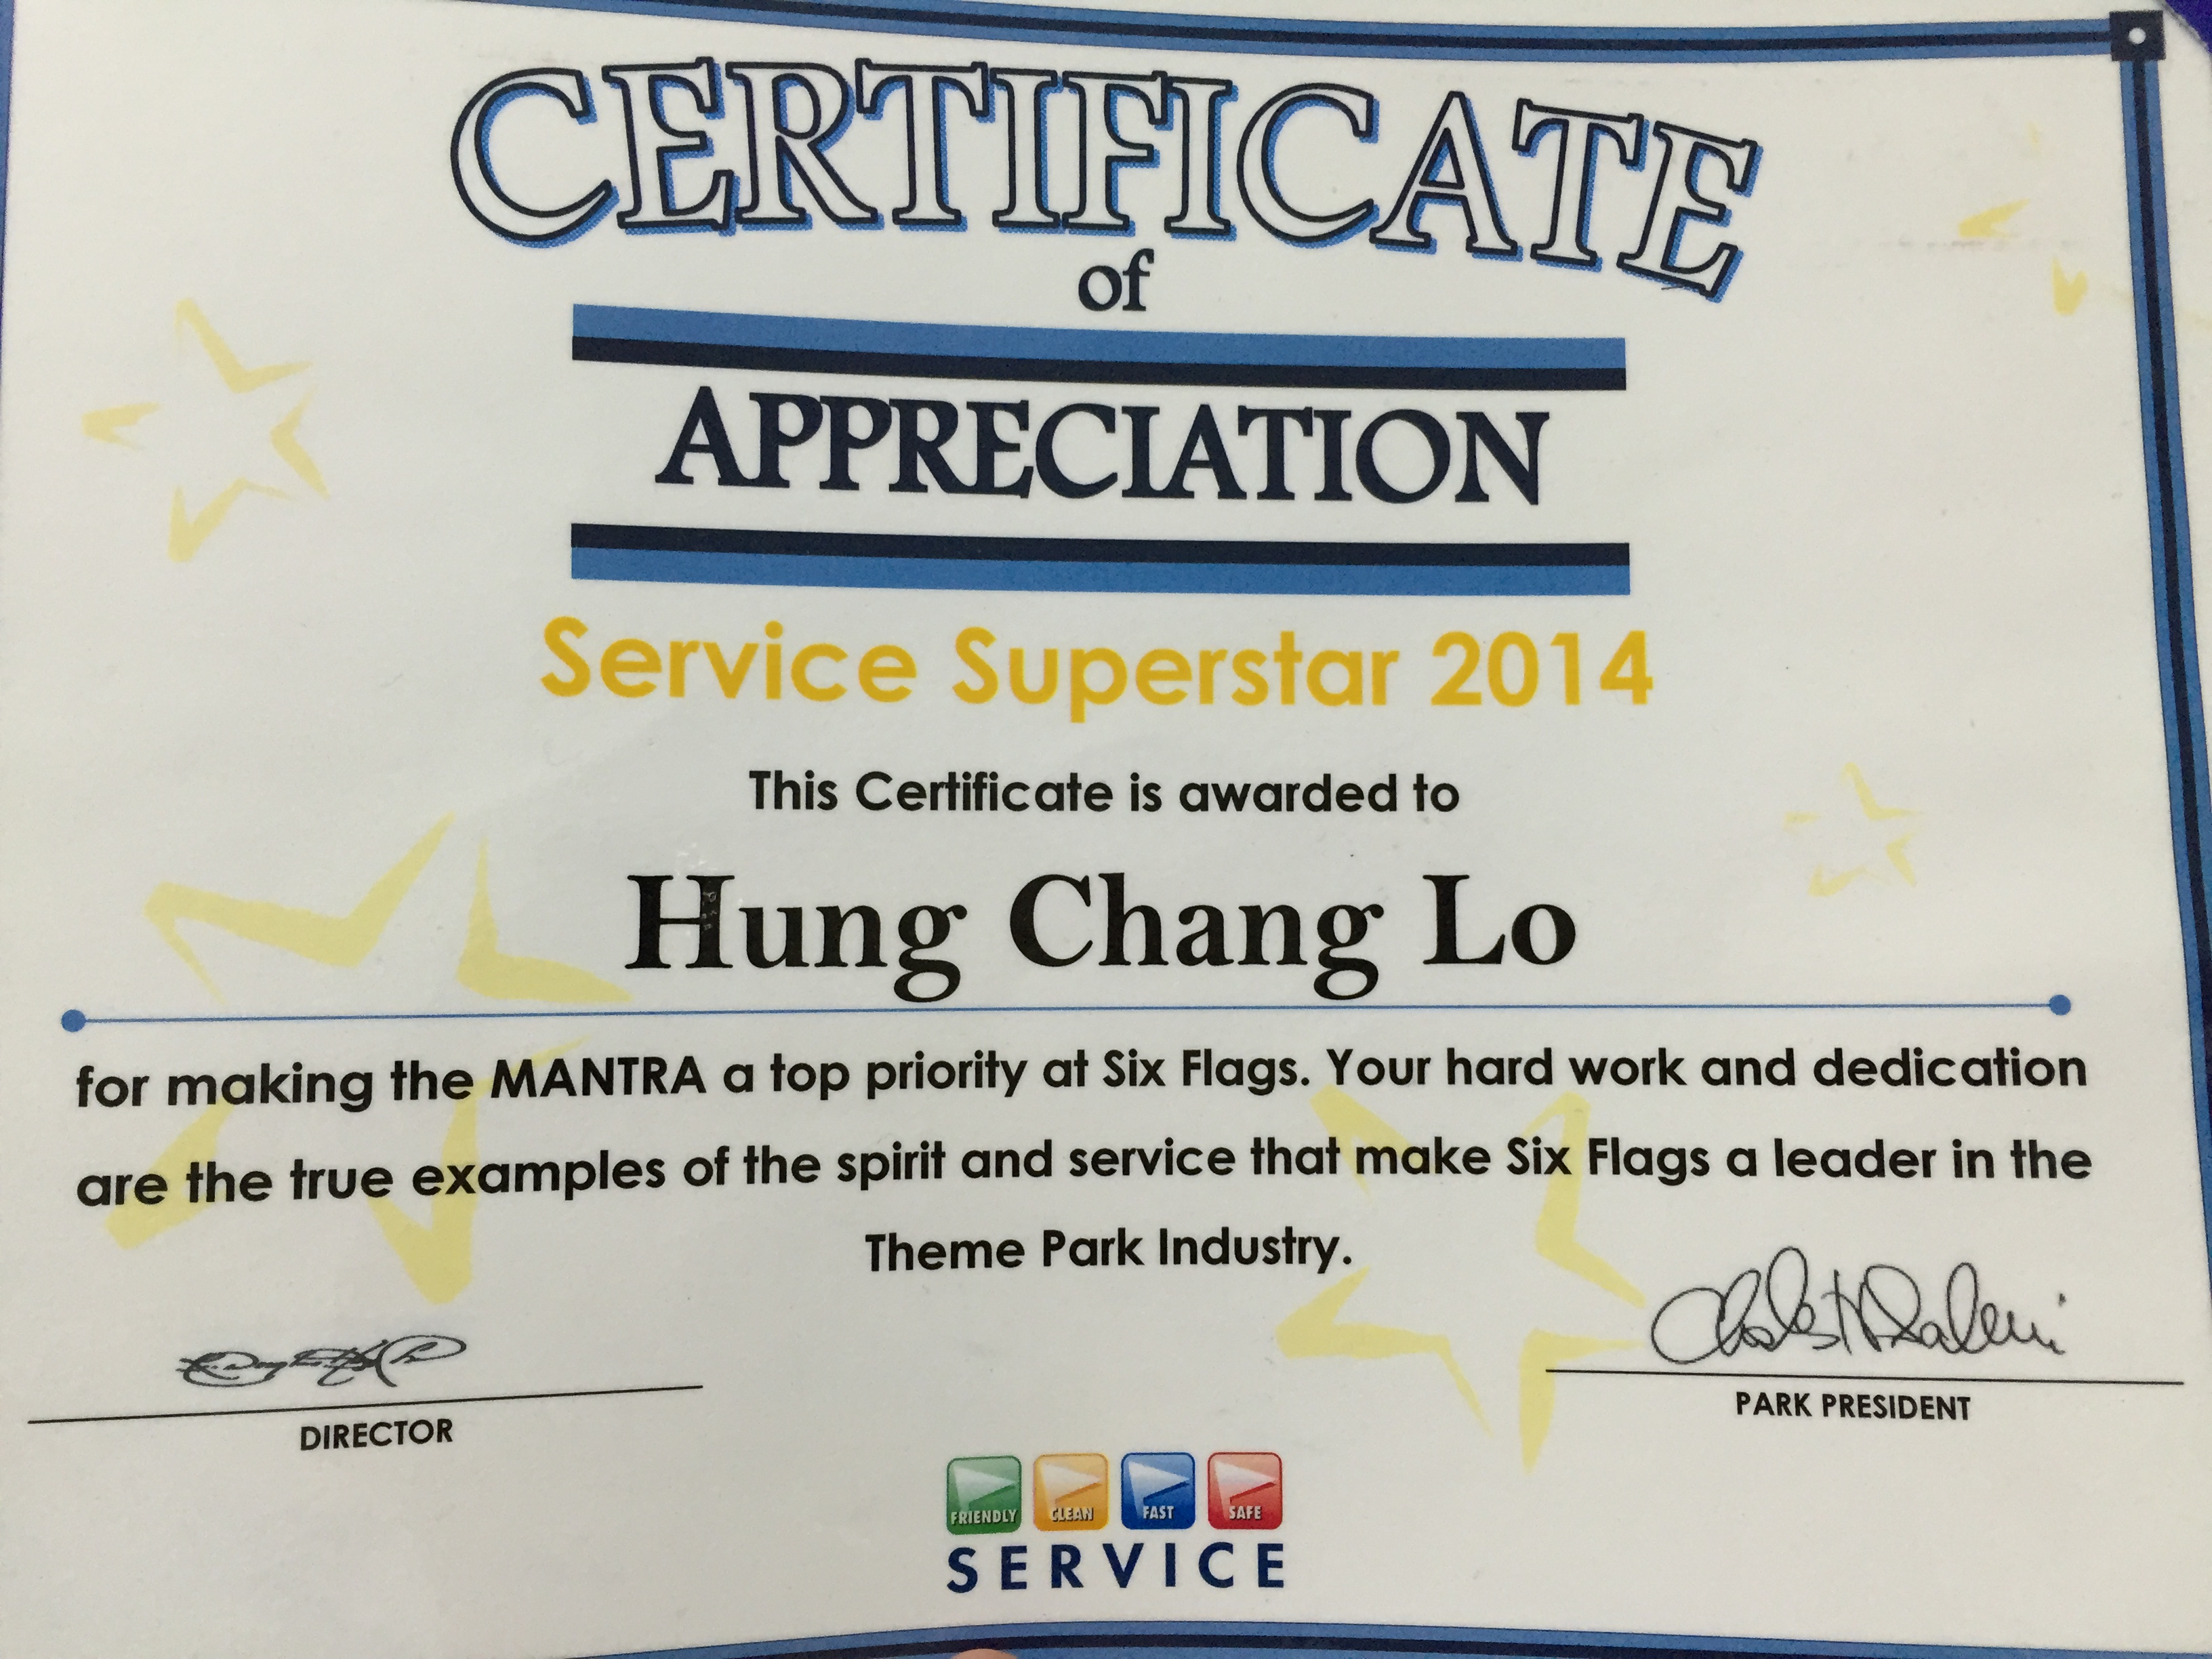 CERTIFICATE
of
APPRECIATION
Service Superstar 2014
This Certificate is awarded to
Hung Chang Lo
for making the MANTRA a top priority at Six Flags. Your hard work and dedication
are the true examples of the spirit and service that make Six Flags a leader in the
Theme Park Industry.
DIRECTOR
PARK PRESIDENT
FRIENDLY CLEAN FAST SAFE
SERVICE